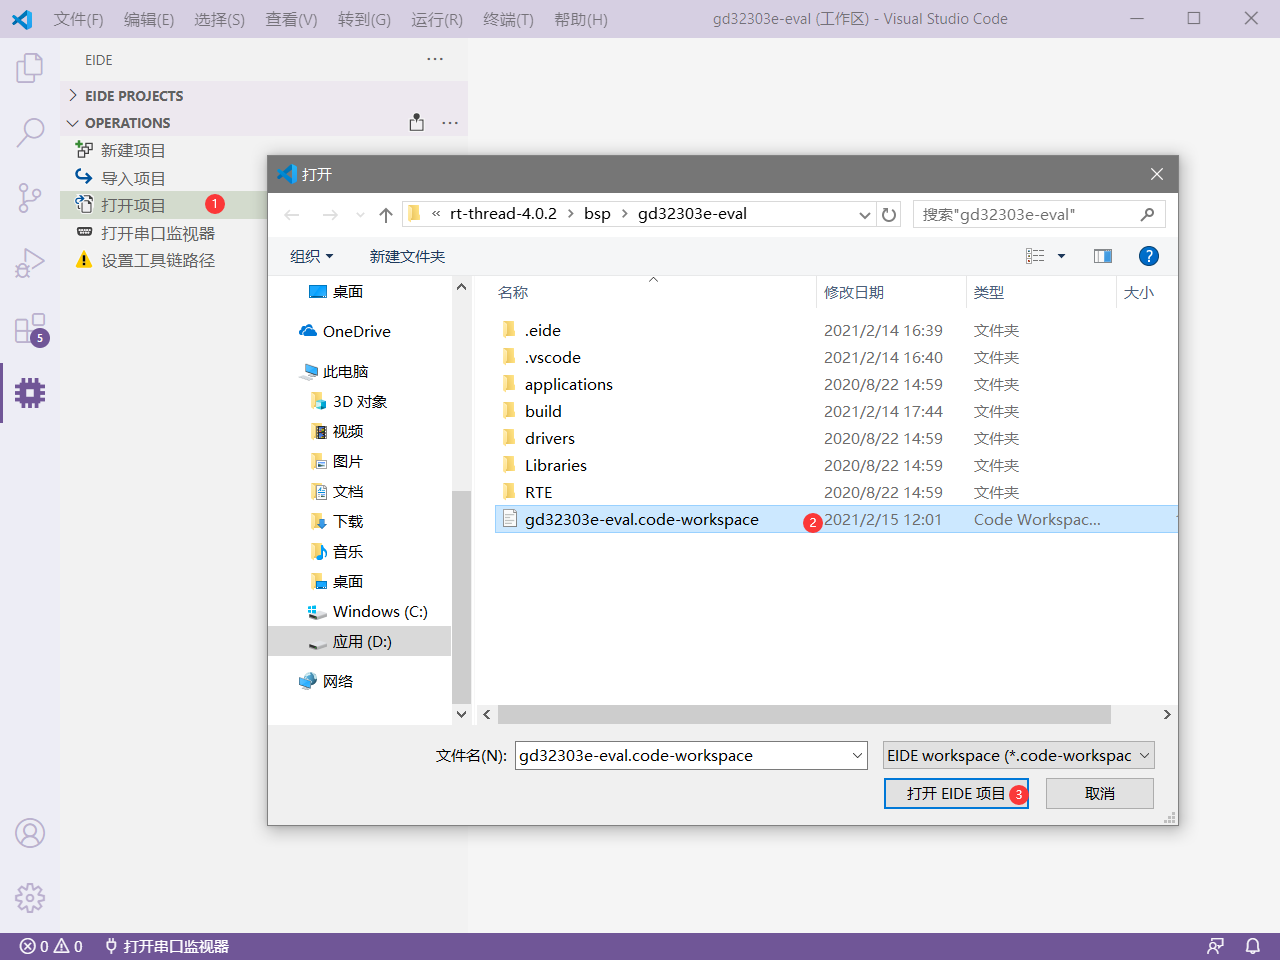 文件(F) 编辑(E) 选择(S) 查看(V) 转到(G) 运行(R) 终端(T) 帮助(H) gd32303e-eval (工作区) - Visual Studio Code
EIDE
EIDE PROJECTS
OPERATIONS
新建项目
导入项目
打开项目 1
打开串口监视器
设置工具链路径
5
打开
« rt-thread-4.0.2 > bsp > gd32303e-eval
搜索"gd32303e-eval"
组织 新建文件夹
?
桌面
OneDrive
此电脑
3D 对象
视频
图片
文档
下载
音乐
桌面
Windows (C:)
应用 (D:)
网络
名称 修改日期 类型 大小
.eide 2021/2/14 16:39 文件夹
.vscode 2021/2/14 16:40 文件夹
applications 2020/8/22 14:59 文件夹
build 2021/2/14 17:44 文件夹
drivers 2020/8/22 14:59 文件夹
Libraries 2020/8/22 14:59 文件夹
RTE 2020/8/22 14:59 文件夹
gd32303e-eval.code-workspace 2 2021/2/15 12:01 Code Workspac...
文件名(N): gd32303e-eval.code-workspace EIDE workspace (*.code-workspac
打开 EIDE 项目 3 取消
0 0 打开串口监视器